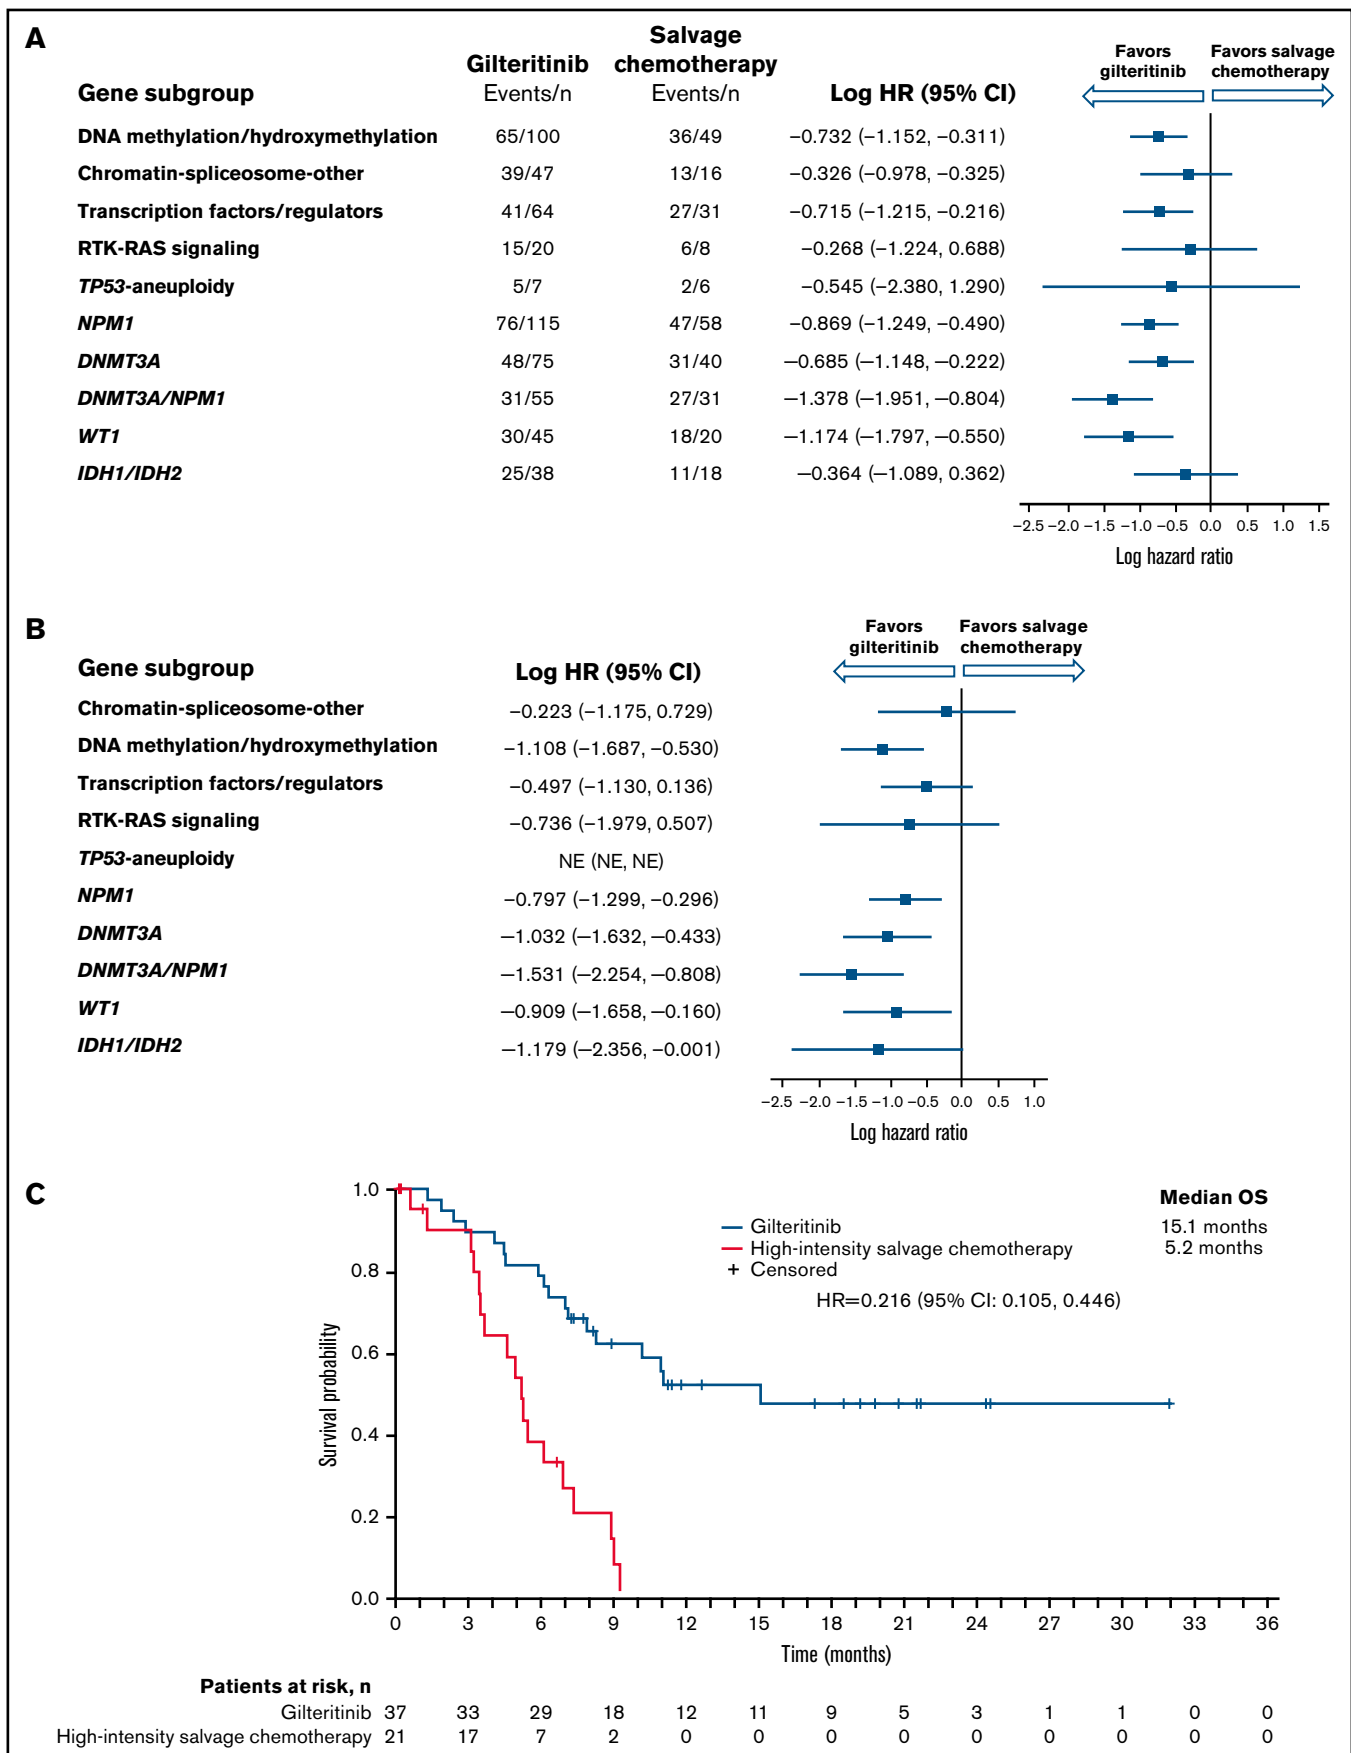 A
Gene subgroup
Gilteritinib
Events/n
Salvage
chemotherapy
Events/n
Log HR (95% CI)
Favors
gilteritinib
Favors salvage
chemotherapy
DNA methylation/hydroxymethylation 65/100 36/49 −0.732 (−1.152, −0.311)
Chromatin-spliceosome-other 39/47 13/16 −0.326 (−0.978, −0.325)
Transcription factors/regulators 41/64 27/31 −0.715 (−1.215, −0.216)
RTK-RAS signaling 15/20 6/8 −0.268 (−1.224, 0.688)
TP53-aneuploidy 5/7 2/6 −0.545 (−2.380, 1.290)
NPM1 76/115 47/58 −0.869 (−1.249, −0.490)
DNMT3A 48/75 31/40 −0.685 (−1.148, −0.222)
DNMT3A/NPM1 31/55 27/31 −1.378 (−1.951, −0.804)
WT1 30/45 18/20 −1.174 (−1.797, −0.550)
IDH1/IDH2 25/38 11/18 −0.364 (−1.089, 0.362)
−2.5 −2.0 −1.5 −1.0 −0.5 0.0 0.5 1.0 1.5
Log hazard ratio
B
Gene subgroup
Log HR (95% CI)
Favors
gilteritinib
Favors salvage
chemotherapy
Chromatin-spliceosome-other −0.223 (−1.175, 0.729)
DNA methylation/hydroxymethylation −1.108 (−1.687, −0.530)
Transcription factors/regulators −0.497 (−1.130, 0.136)
RTK-RAS signaling −0.736 (−1.979, 0.507)
TP53-aneuploidy NE (NE, NE)
NPM1 −0.797 (−1.299, −0.296)
DNMT3A −1.032 (−1.632, −0.433)
DNMT3A/NPM1 −1.531 (−2.254, −0.808)
WT1 −0.909 (−1.658, −0.160)
IDH1/IDH2 −1.179 (−2.356, −0.001)
−2.5 −2.0 −1.5 −1.0 −0.5 0.0 0.5 1.0
Log hazard ratio
C
Median OS
Gilteritinib 15.1 months
High-intensity salvage chemotherapy 5.2 months
+ Censored
HR=0.216 (95% CI: 0.105, 0.446)
Survival probability
1.0
0.8
0.6
0.4
0.2
0.0
0 3 6 9 12 15 18 21 24 27 30 33 36
Time (months)
Patients at risk, n
Gilteritinib 37 33 29 18 12 11 9 5 3 1 1 0 0
High-intensity salvage chemotherapy 21 17 7 2 0 0 0 0 0 0 0 0 0